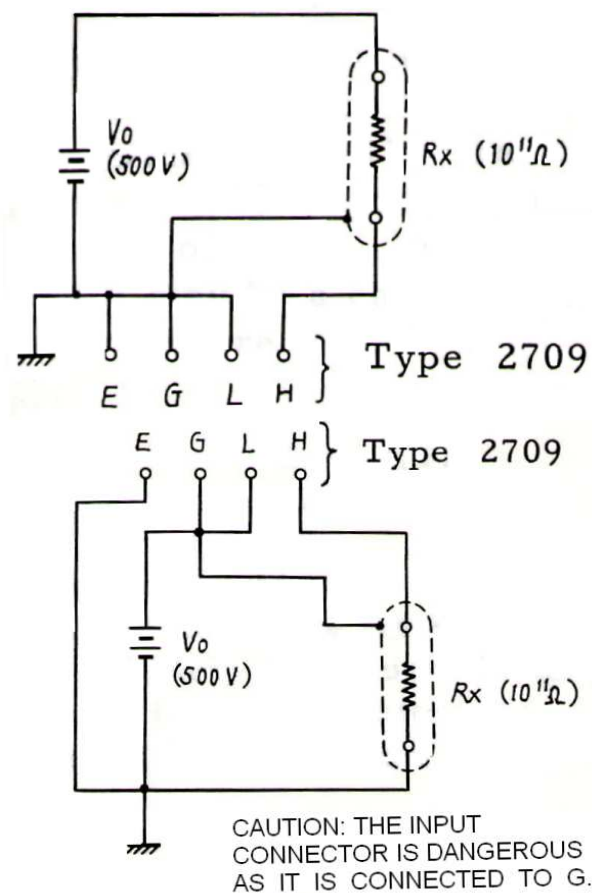 Vo
(500V)
Rx (10¹¹Ω)
E G L H
Type 2709
E G L H
Type 2709
Vo
(500V)
Rx (10¹¹Ω)
CAUTION: THE INPUT
CONNECTOR IS DANGEROUS
AS IT IS CONNECTED TO G.